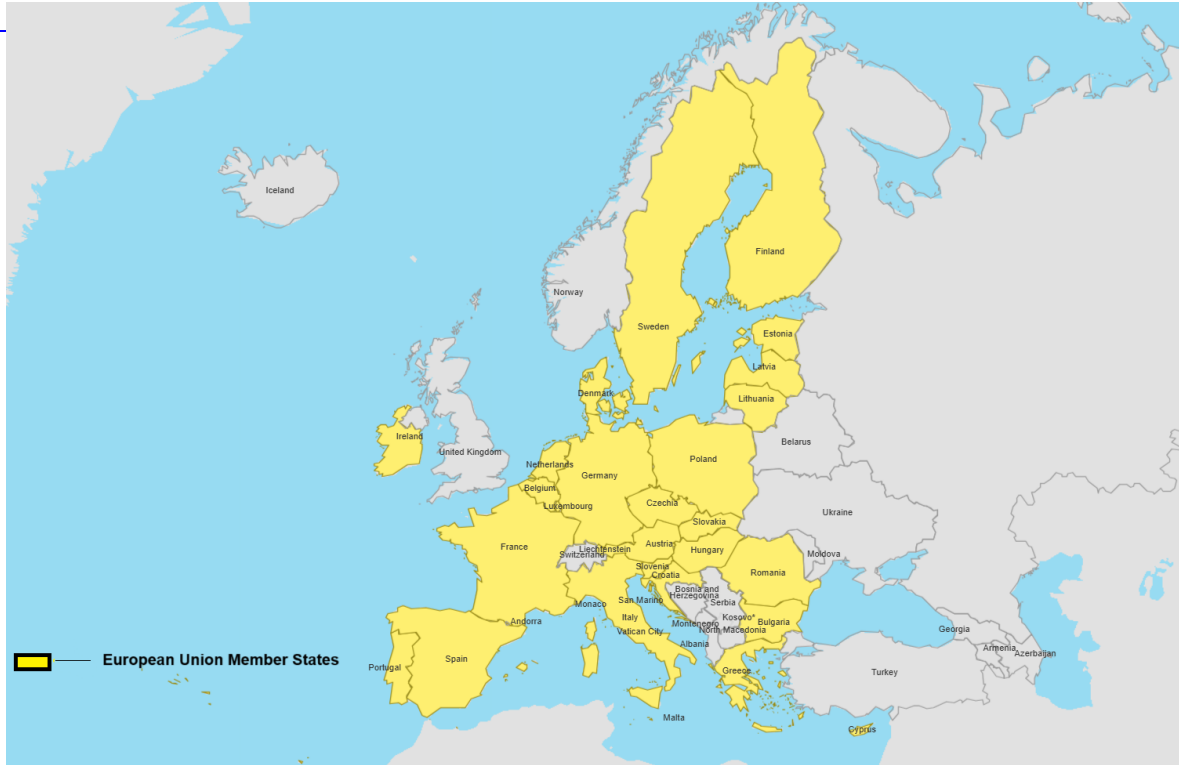 Iceland
Finland
Norway
Sweden
Estonia
Latvia
Denmark
Lithuania
Ireland
Belarus
United Kingdom
Poland
Netherlands
Germany
Belgium
Czechia
Luxembourg
Ukraine
Slovakia
France
Austria
Liechtenstein
Switzerland
Hungary
Moldova
Slovenia
Croatia
Romania
Bosnia and
Herzegovina
San Marino
Monaco
Serbia
Italy
Kosovo*
Andorra
Montenegro
Bulgaria
Vatican City
North Macedonia
Georgia
Albania
Armenia
Azerbaijan
European Union Member States
Spain
Portugal
Greece
Turkey
Malta
Cyprus